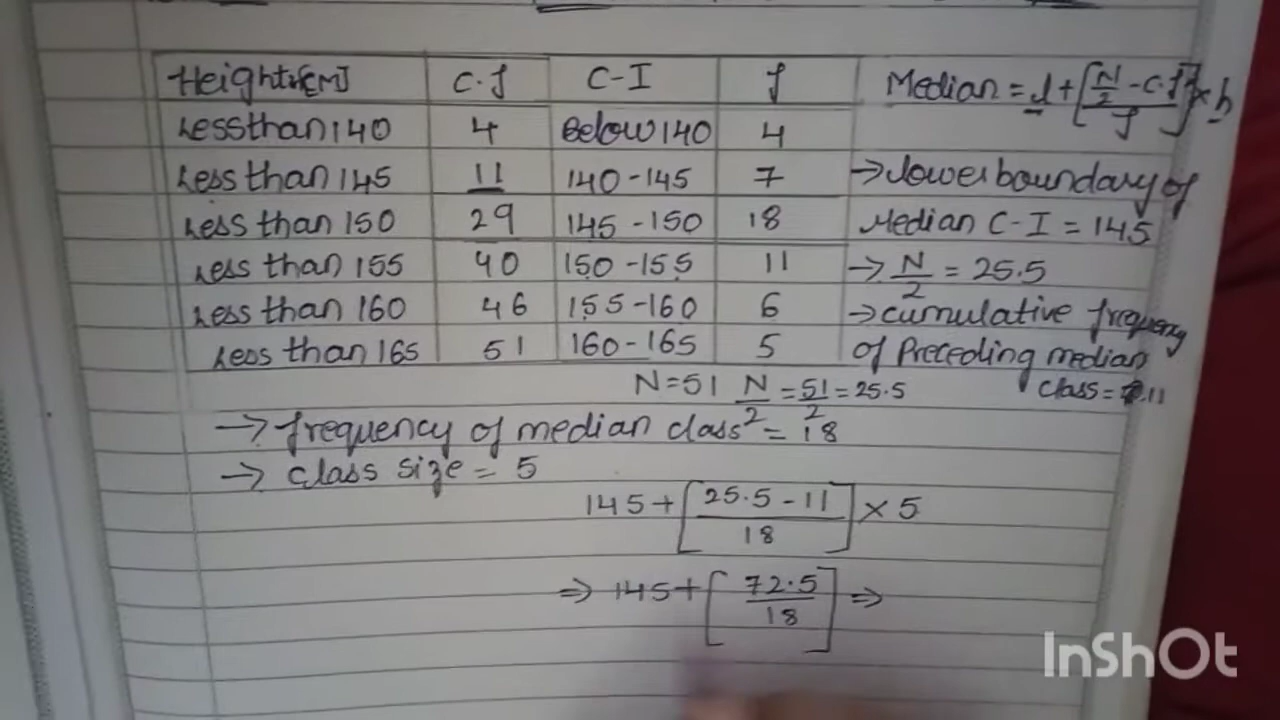 Height[CM] C.f C-I f Median = l + [N/2 - C.f / f] × h
Less than 140 4 Below 140 4
Less than 145 11 140 - 145 7 → lower boundary of
Less than 150 29 145 - 150 18 Median C-I = 145
Less than 155 40 150 - 155 11 → N/2 = 25.5
Less than 160 46 155 - 160 6 → cumulative frequency
Less than 165 51 160 - 165 5 of Preceding median
N = 51 N/2 = 51/2 = 25.5 class = 11
→ frequency of median class = 18
→ class size = 5
145 + [25.5 - 11 / 18] × 5
⇒ 145 + [72.5 / 18] ⇒
InShOt